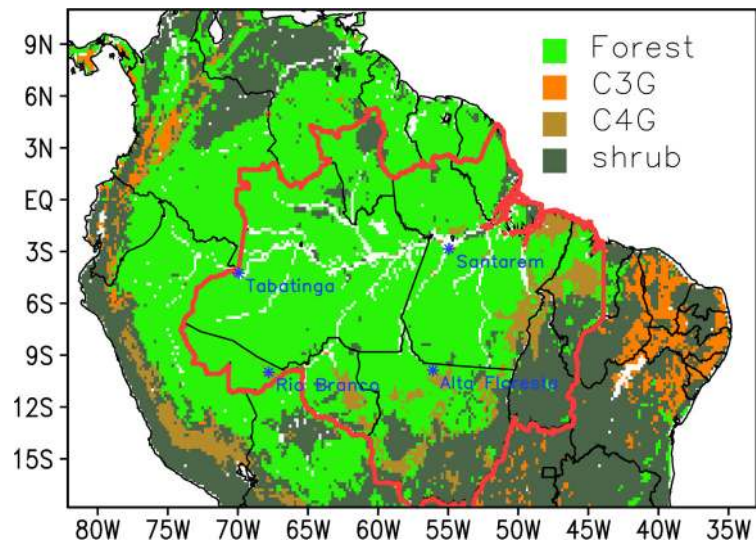 9N
6N
3N
EQ
3S
6S
9S
12S
15S
Forest
C3G
C4G
shrub
Santarem
Tabatinga
Rio Branco
Alta Floresta
80W 75W 70W 65W 60W 55W 50W 45W 40W 35W